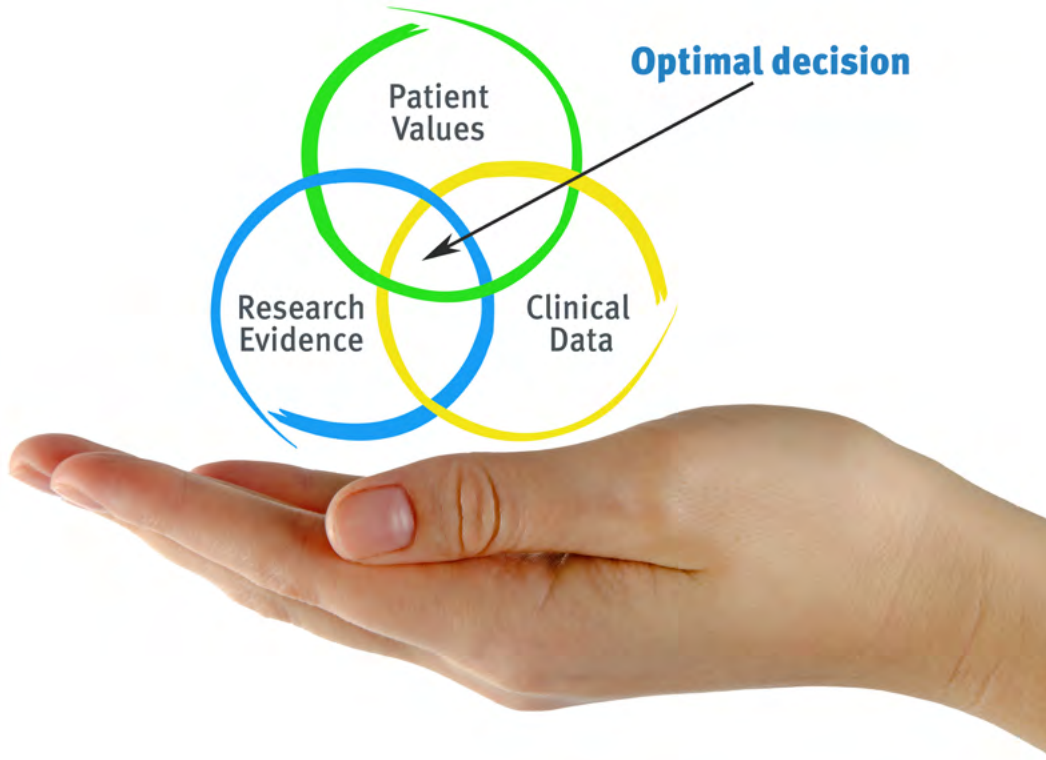 Optimal decision
Patient
Values
Research
Evidence
Clinical
Data